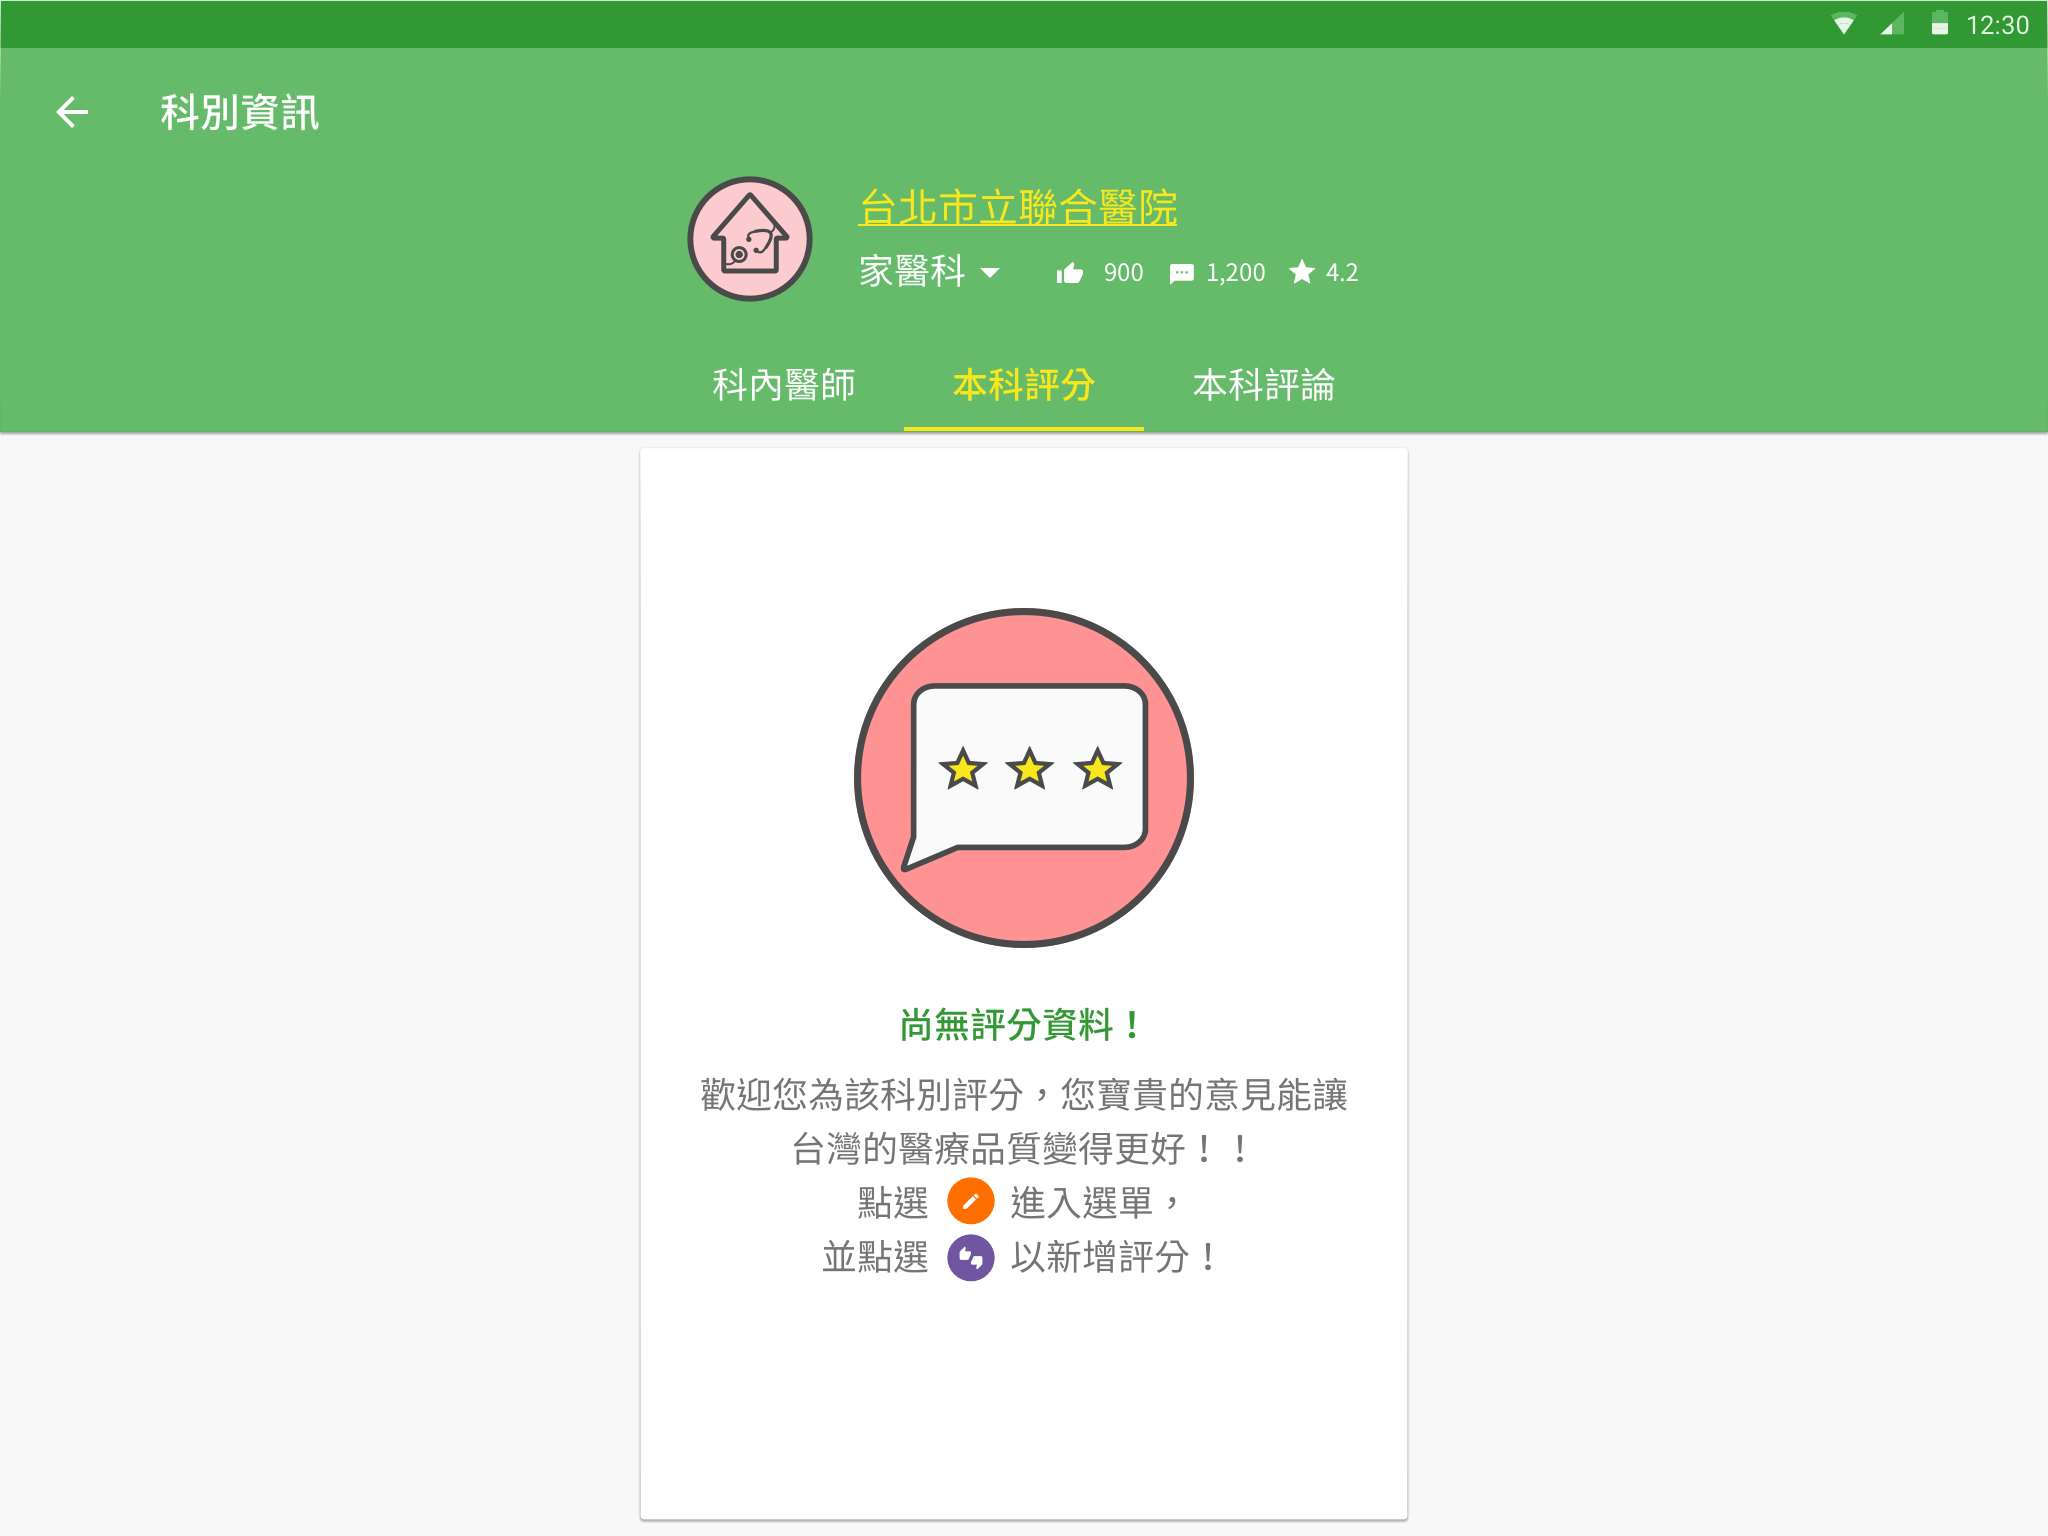 12:30
科別資訊
台北市立聯合醫院
家醫科 900 1,200 4.2
科內醫師 本科評分 本科評論
尚無評分資料！
歡迎您為該科別評分，您寶貴的意見能讓
台灣的醫療品質變得更好！！
點選 進入選單，
並點選 以新增評分！